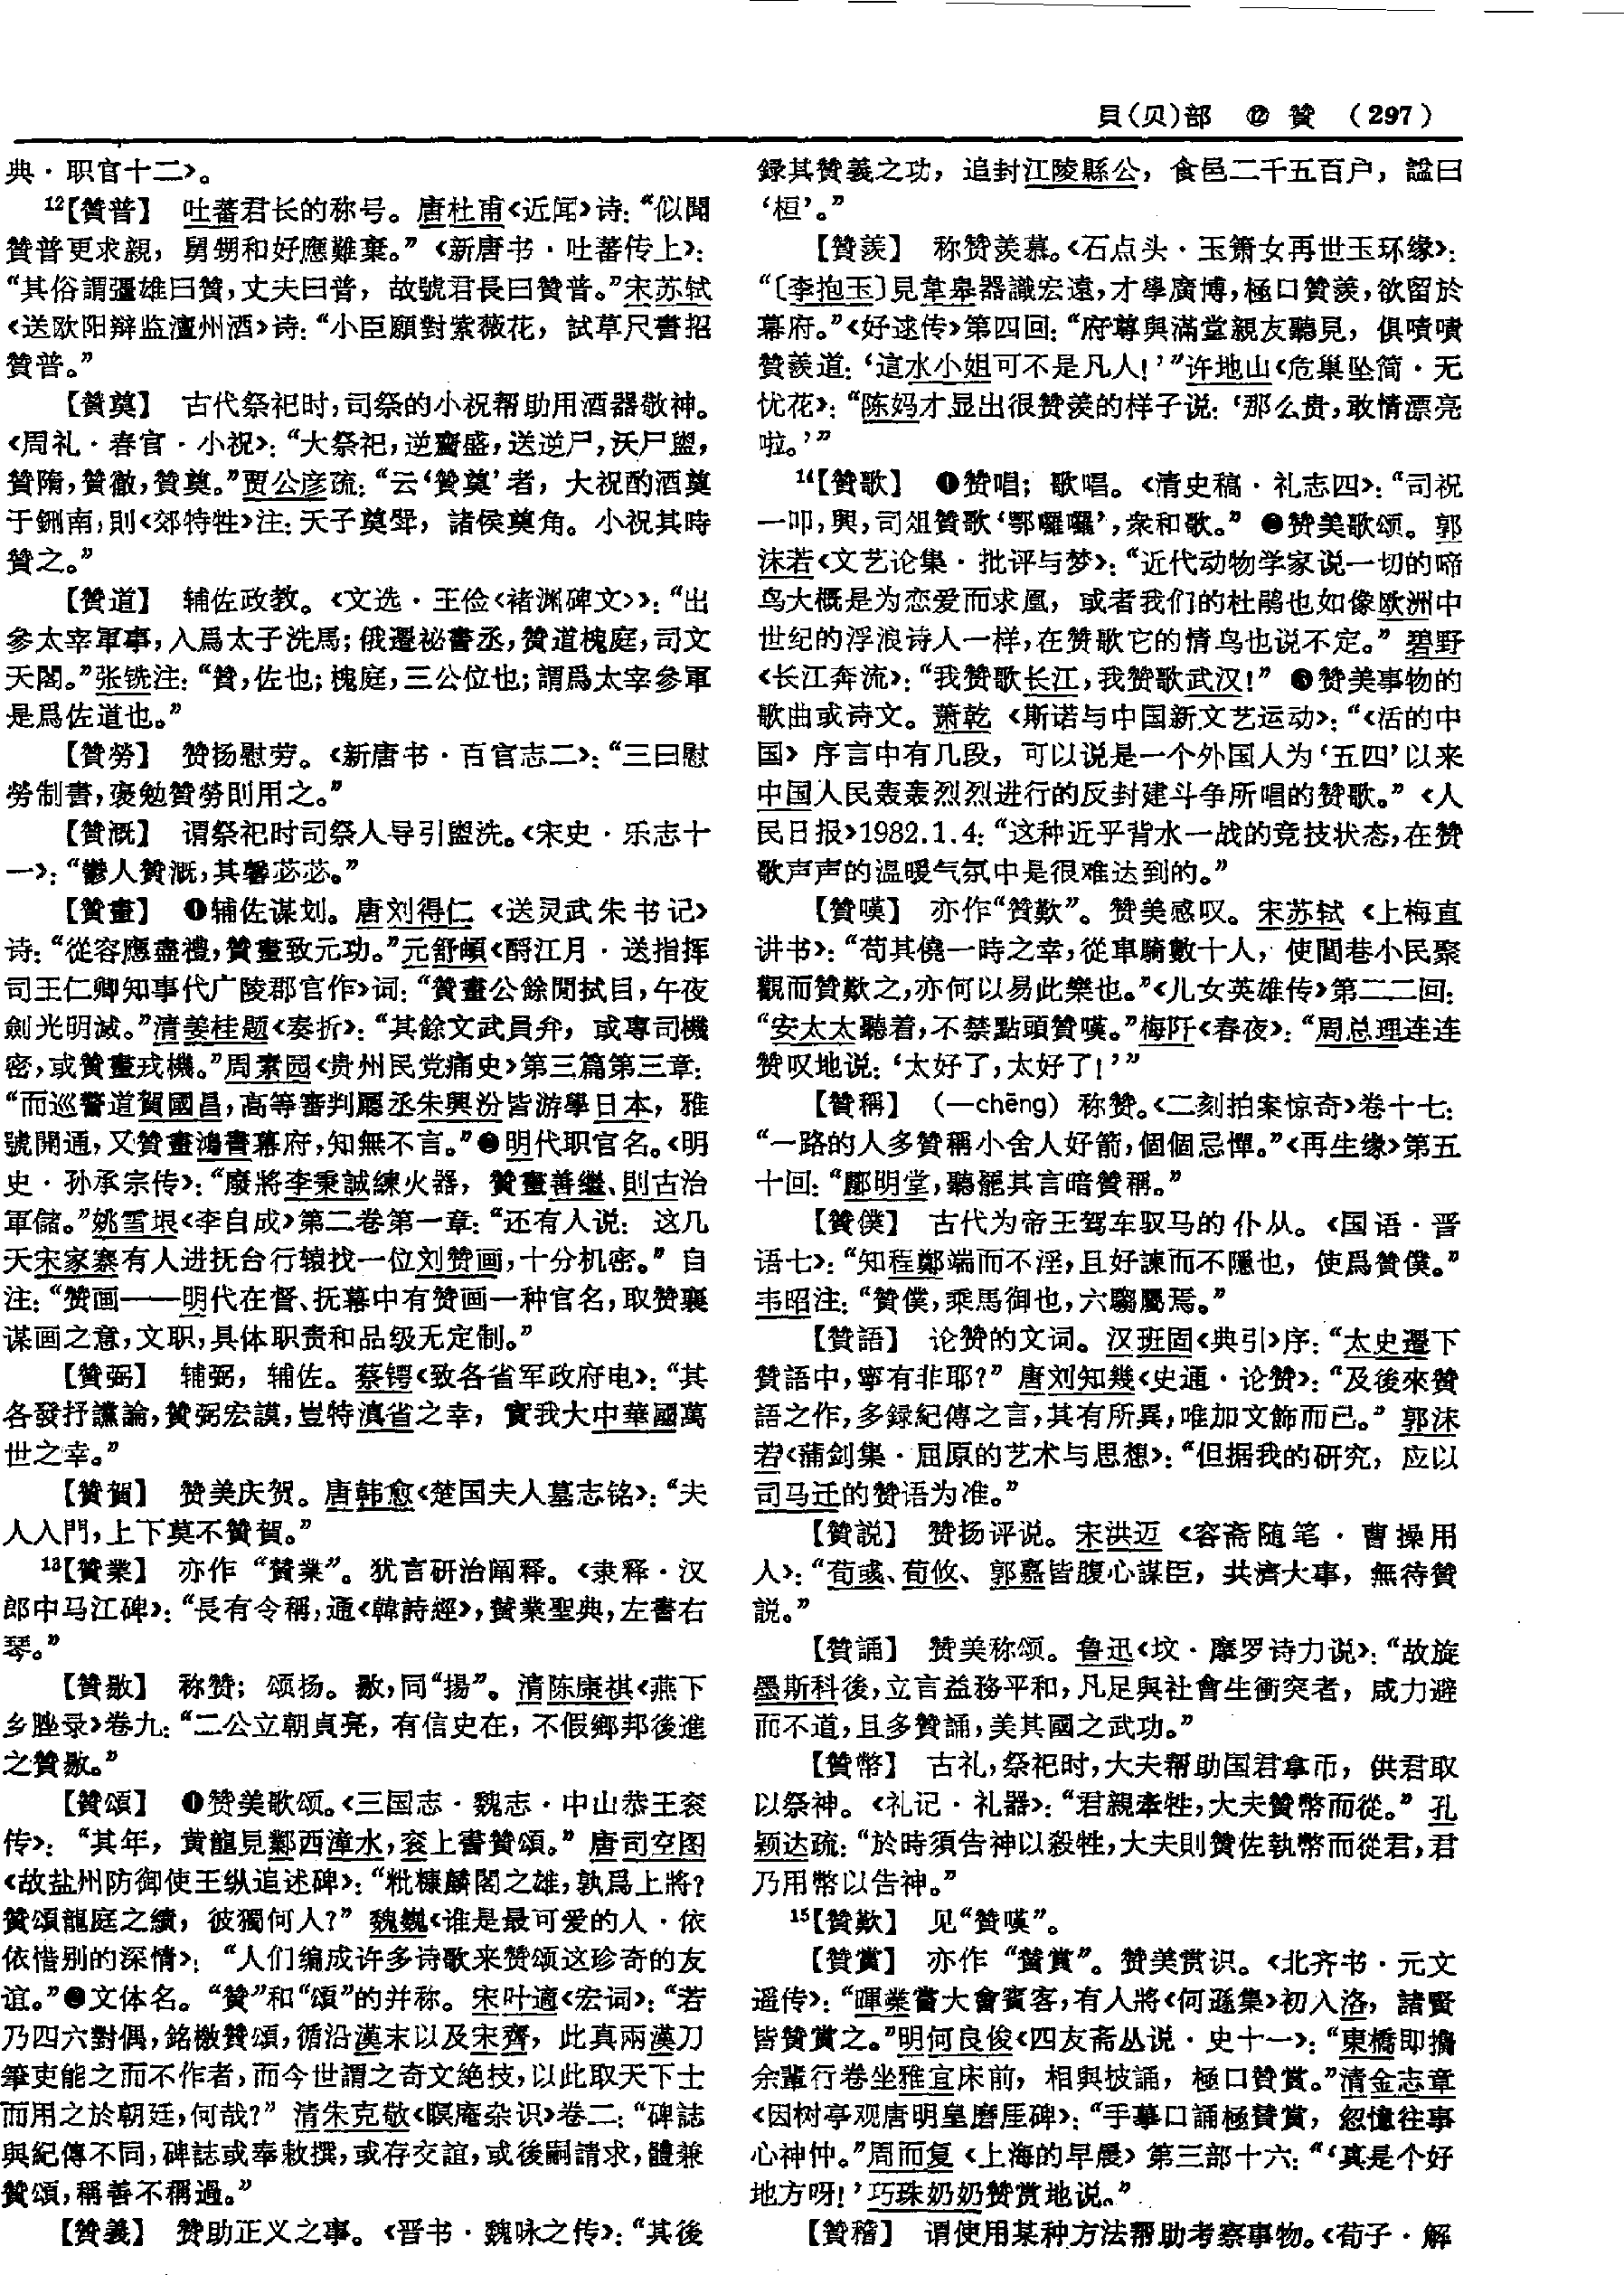 貝(贝)部 ⑫ 贊 (297)
典·职官十二》。
12【贊普】 吐蕃君长的称号。唐杜甫《近闻》诗：“似聞
贊普更求親，舅甥和好應難棄。”《新唐书·吐蕃传上》：
“其俗謂彊雄曰贊，丈夫曰普，故號君長曰贊普。”宋苏轼
《送欧阳辩监澶州酒》诗：“小臣願對紫薇花，試草尺書招
贊普。”
【贊奠】 古代祭祀时，司祭的小祝帮助用酒器敬神。
《周礼·春官·小祝》：“大祭祀，逆齍盛，送逆尸，沃尸盥，
贊隋，贊徹，贊奠。”贾公彦疏：“云‘贊奠’者，大祝酌酒奠
于鉶南，則《郊特牲》注：天子奠斝，諸侯奠角。小祝其時
贊之。”
【贊道】 辅佐政教。《文选·王俭〈褚渊碑文〉》：“出
參太宰軍事，入爲太子洗馬；俄遷祕書丞，贊道槐庭，司文
天閣。”张铣注：“贊，佐也；槐庭，三公位也；謂爲太宰參軍
是爲佐道也。”
【贊勞】 赞扬慰劳。《新唐书·百官志二》：“三曰慰
勞制書，褒勉贊勞則用之。”
【贊溉】 谓祭祀时司祭人导引盥洗。《宋史·乐志十
一》：“鬱人贊溉，其馨苾苾。”
【贊畫】 ❶辅佐谋划。唐刘得仁《送灵武朱书记》
诗：“從容應盡禮，贊畫致元功。”元舒頔《酹江月·送指挥
司王仁卿知事代广陵郡官作》词：“贊畫公餘閒拭目，午夜
劍光明滅。”清姜桂题《奏折》：“其餘文武員弁，或專司機
密，或贊畫戎機。”周素园《贵州民党痛史》第三篇第三章：
“而巡警道賀國昌，高等審判廳丞朱興汾皆游學日本，雅
號開通，又贊畫鴻書幕府，知無不言。”❷明代职官名。《明
史·孙承宗传》：“廢將李秉誠練火器，贊畫善繼、則古治
軍儲。”姚雪垠《李自成》第二卷第一章：“还有人说：这几
天宋家寨有人进抚台行辕找一位刘赞画，十分机密。”自
注：“赞画——明代在督、抚幕中有赞画一种官名，取赞襄
谋画之意，文职，具体职责和品级无定制。”
【贊弼】 辅弼，辅佐。蔡锷《致各省军政府电》：“其
各發抒讜論，贊弼宏謨，豈特滇省之幸，實我大中華國萬
世之幸。”
【贊賀】 赞美庆贺。唐韩愈《楚国夫人墓志铭》：“夫
人入門，上下莫不贊賀。”
13【贊業】 亦作“賛業”。犹言研治阐释。《隶释·汉
郎中马江碑》：“長有令稱，通《韓詩經》，賛業聖典，左書右
琴。”
【贊敭】 称赞；颂扬。敭，同“揚”。清陈康祺《燕下
乡脞录》卷九：“二公立朝貞亮，有信史在，不假鄉邦後進
之贊敭。”
【贊頌】 ❶赞美歌颂。《三国志·魏志·中山恭王衮
传》：“其年，黄龍見鄴西漳水，衮上書贊頌。”唐司空图
《故盐州防御使王纵追述碑》：“粃糠麟閣之雄，孰爲上將？
贊頌龍庭之績，彼獨何人？”魏巍《谁是最可爱的人·依
依惜别的深情》：“人们编成许多诗歌来赞颂这珍奇的友
谊。”❷文体名。“贊”和“頌”的并称。宋叶適《宏词》：“若
乃四六對偶，銘檄贊頌，循沿漢末以及宋齊，此真兩漢刀
筆吏能之而不作者，而今世謂之奇文絶技，以此取天下士
而用之於朝廷，何哉？”清朱克敬《瞑庵杂识》卷二：“碑誌
與紀傳不同，碑誌或奉敕撰，或存交誼，或後嗣請求，體兼
贊頌，稱善不稱過。”
【贊義】 赞助正义之事。《晋书·魏咏之传》：“其後
録其贊義之功，追封江陵縣公，食邑二千五百户，謚曰
‘桓’。”
【贊羨】 称赞羡慕。《石点头·玉箫女再世玉环缘》：
“〔李抱玉〕見韋皋器識宏遠，才學廣博，極口贊羨，欲留於
幕府。”《好逑传》第四回：“府尊與滿堂親友聽見，俱嘖嘖
贊羨道：‘這水小姐可不是凡人！’”许地山《危巢坠简·无
忧花》：“陈妈才显出很赞羡的样子说：‘那么贵，敢情漂亮
啦。’”
14【贊歌】 ❶赞唱；歌唱。《清史稿·礼志四》：“司祝
一叩，興，司俎贊歌‘鄂囉囉’，衆和歌。”❷赞美歌颂。郭
沫若《文艺论集·批评与梦》：“近代动物学家说一切的啼
鸟大概是为恋爱而求凰，或者我们的杜鹃也如像欧洲中
世纪的浮浪诗人一样，在赞歌它的情鸟也说不定。”碧野
《长江奔流》：“我赞歌长江，我赞歌武汉！”❸赞美事物的
歌曲或诗文。萧乾《斯诺与中国新文艺运动》：“《活的中
国》序言中有几段，可以说是一个外国人为‘五四’以来
中国人民轰轰烈烈进行的反封建斗争所唱的赞歌。”《人
民日报》1982.1.4：“这种近乎背水一战的竞技状态，在赞
歌声声的温暖气氛中是很难达到的。”
【贊嘆】 亦作“贊歎”。赞美感叹。宋苏轼《上梅直
讲书》：“苟其僥一時之幸，從車騎數十人，使閭巷小民聚
觀而贊歎之，亦何以易此樂也。”《儿女英雄传》第二二回：
“安太太聽着，不禁點頭贊嘆。”梅阡《春夜》：“周总理连连
赞叹地说：‘太好了，太好了！’”
【贊稱】 （—chēng）称赞。《二刻拍案惊奇》卷十七：
“一路的人多贊稱小舍人好箭，個個忌憚。”《再生缘》第五
十回：“酈明堂，聽罷其言暗贊稱。”
【贊僕】 古代为帝王驾车驭马的仆从。《国语·晋
语七》：“知程鄭端而不淫，且好諫而不隱也，使爲贊僕。”
韦昭注：“贊僕，乘馬御也，六騶屬焉。”
【贊語】 论赞的文词。汉班固《典引》序：“太史遷下
贊語中，寧有非耶？”唐刘知幾《史通·论赞》：“及後來贊
語之作，多録紀傳之言，其有所異，唯加文飾而已。”郭沫
若《蒲剑集·屈原的艺术与思想》：“但据我的研究，应以
司马迁的赞语为准。”
【贊説】 赞扬评说。宋洪迈《容斋随笔·曹操用
人》：“荀彧、荀攸、郭嘉皆腹心謀臣，共濟大事，無待贊
説。”
【贊誦】 赞美称颂。鲁迅《坟·摩罗诗力说》：“故旋
墨斯科後，立言益務平和，凡足與社會生衝突者，咸力避
而不道，且多贊誦，美其國之武功。”
【贊幣】 古礼，祭祀时，大夫帮助国君拿币，供君取
以祭神。《礼记·礼器》：“君親牽牲，大夫贊幣而從。”孔
颖达疏：“於時須告神以殺牲，大夫則贊佐執幣而從君，君
乃用幣以告神。”
15【贊歎】 见“贊嘆”。
【贊賞】 亦作“賛賞”。赞美赏识。《北齐书·元文
遥传》：“暉業嘗大會賓客，有人將《何遜集》初入洛，諸賢
皆贊賞之。”明何良俊《四友斋丛说·史十一》：“東橋即攜
余輩行卷坐雅宜床前，相與披誦，極口贊賞。”清金志章
《因树亭观唐明皇磨厓碑》：“手摹口誦極贊賞，忽憶往事
心神忡。”周而复《上海的早晨》第三部十六：“‘真是个好
地方呀！’巧珠奶奶赞赏地说。”
【贊稽】 谓使用某种方法帮助考察事物。《荀子·解